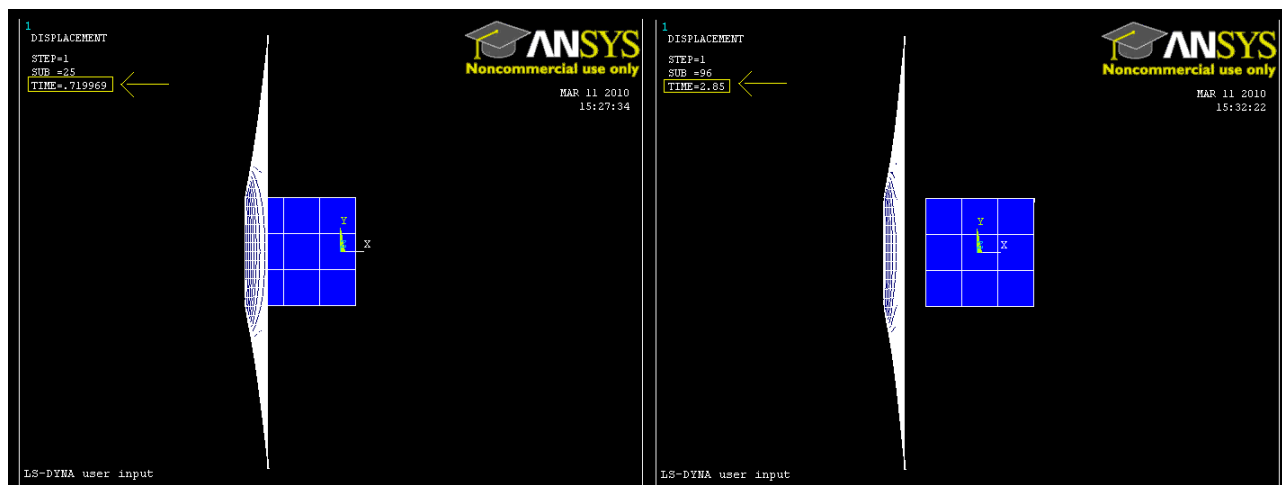 1
DISPLACEMENT
STEP=1
SUB =25
TIME=.719969
ANSYS
Noncommercial use only
MAR 11 2010
15:27:34
Y
X
LS-DYNA user input
1
DISPLACEMENT
STEP=1
SUB =96
TIME=2.85
ANSYS
Noncommercial use only
MAR 11 2010
15:32:22
Y
X
LS-DYNA user input